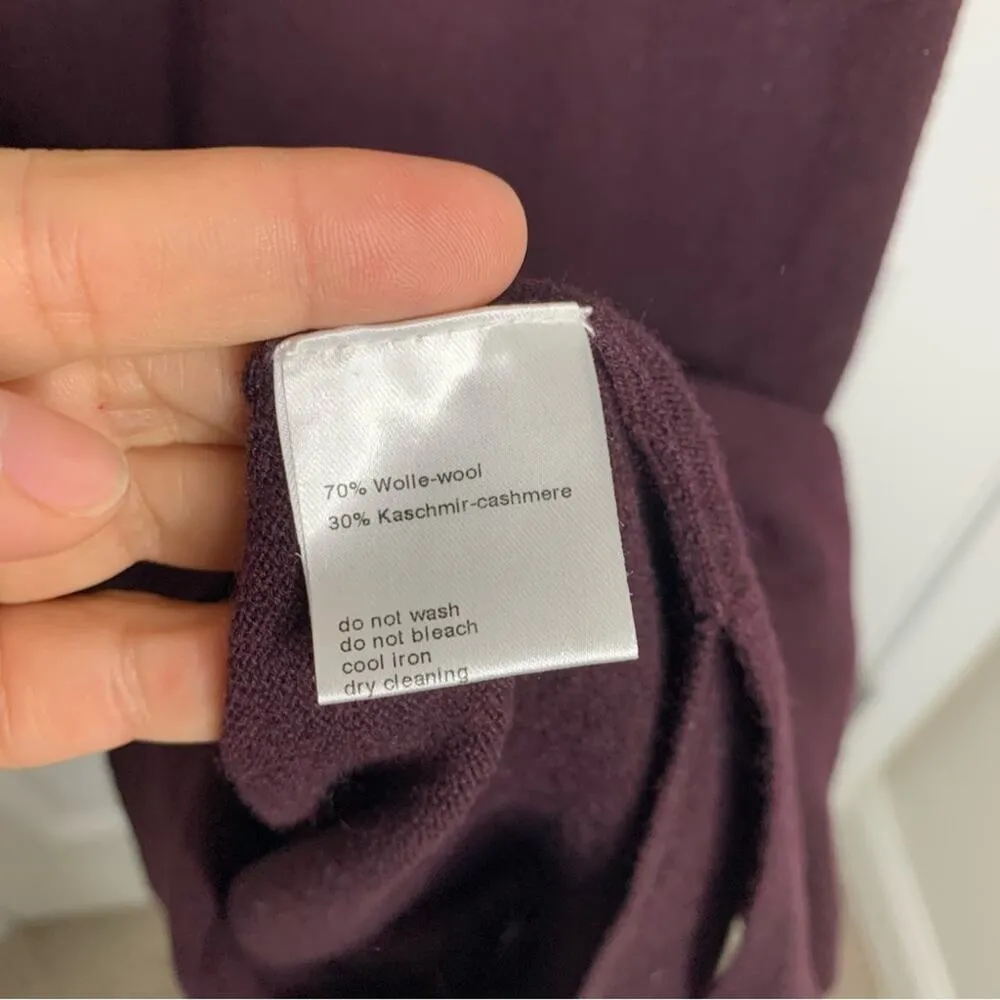 70% Wolle-wool
30% Kaschmir-cashmere
do not wash
do not bleach
cool iron
dry cleaning